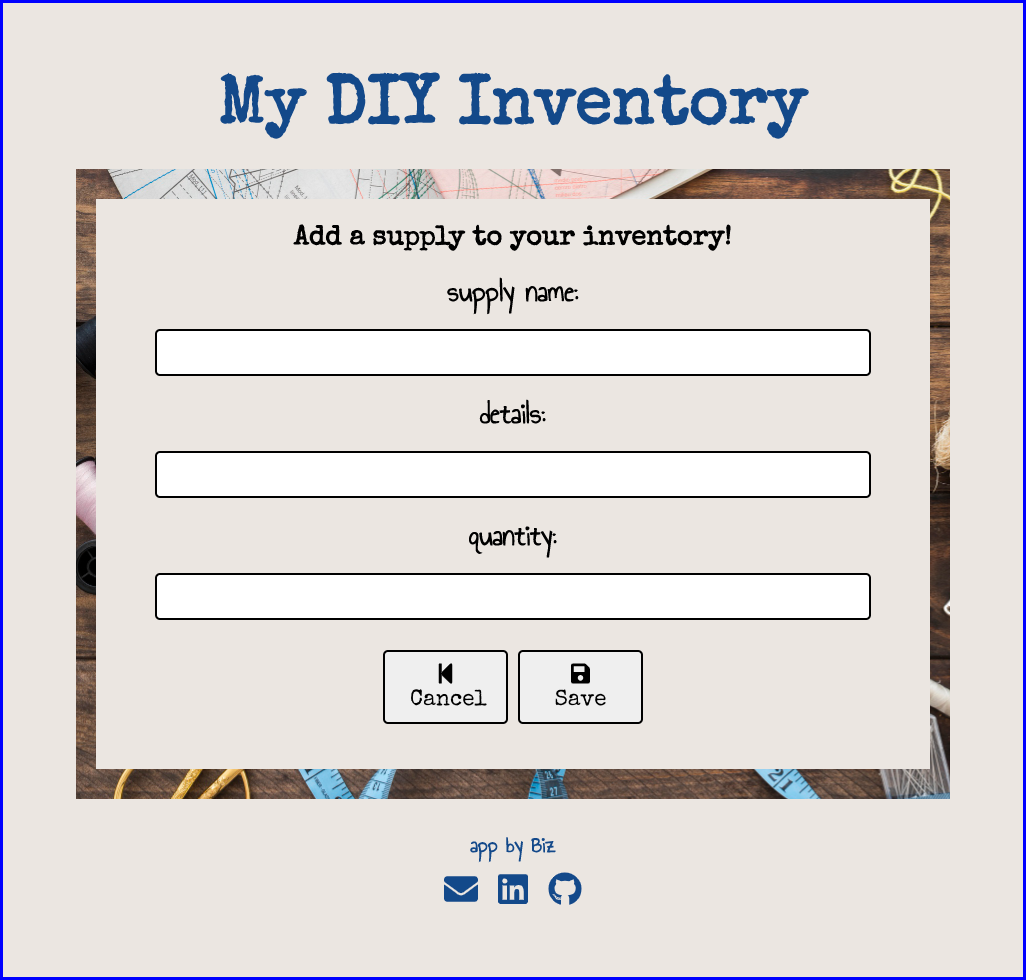 My DIY Inventory
Add a supply to your inventory!
supply name:
details:
quantity:
Cancel
Save
app by Biz